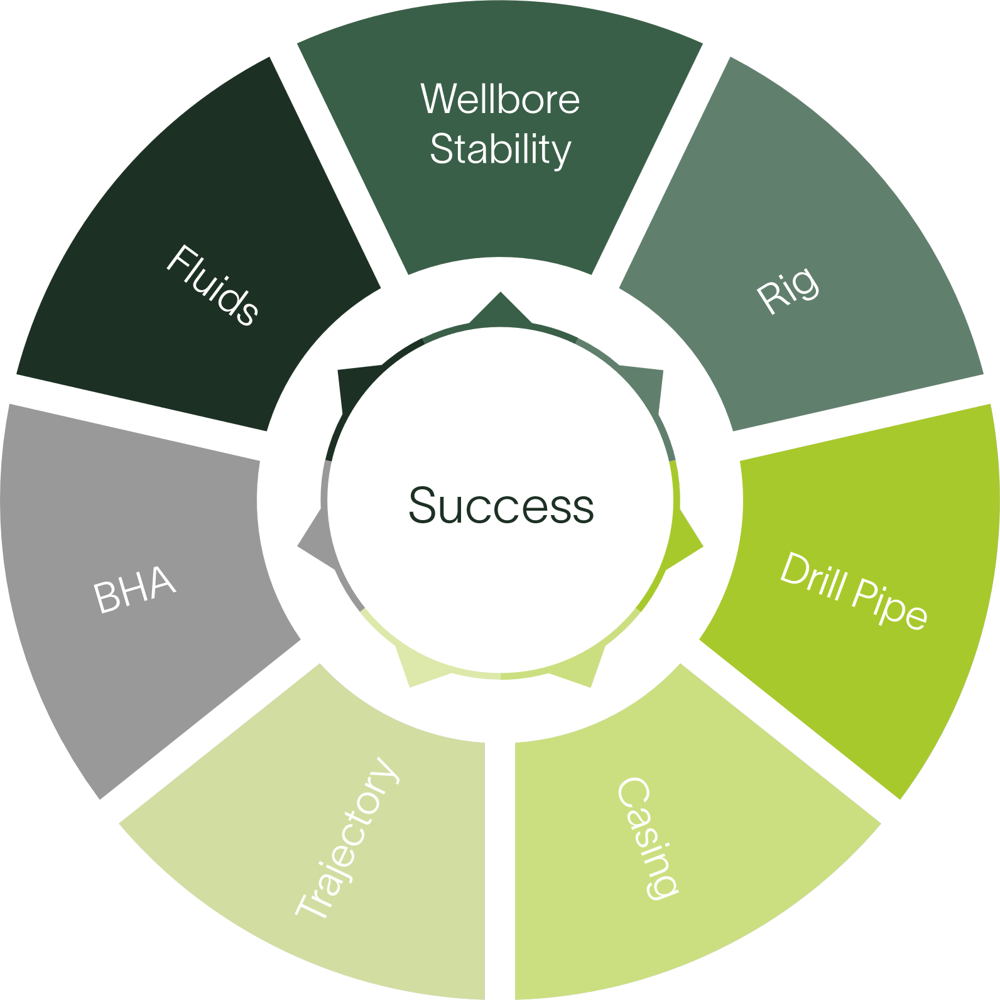 Wellbore
Stability
Rig
Drill Pipe
Casing
Trajectory
BHA
Fluids
Success